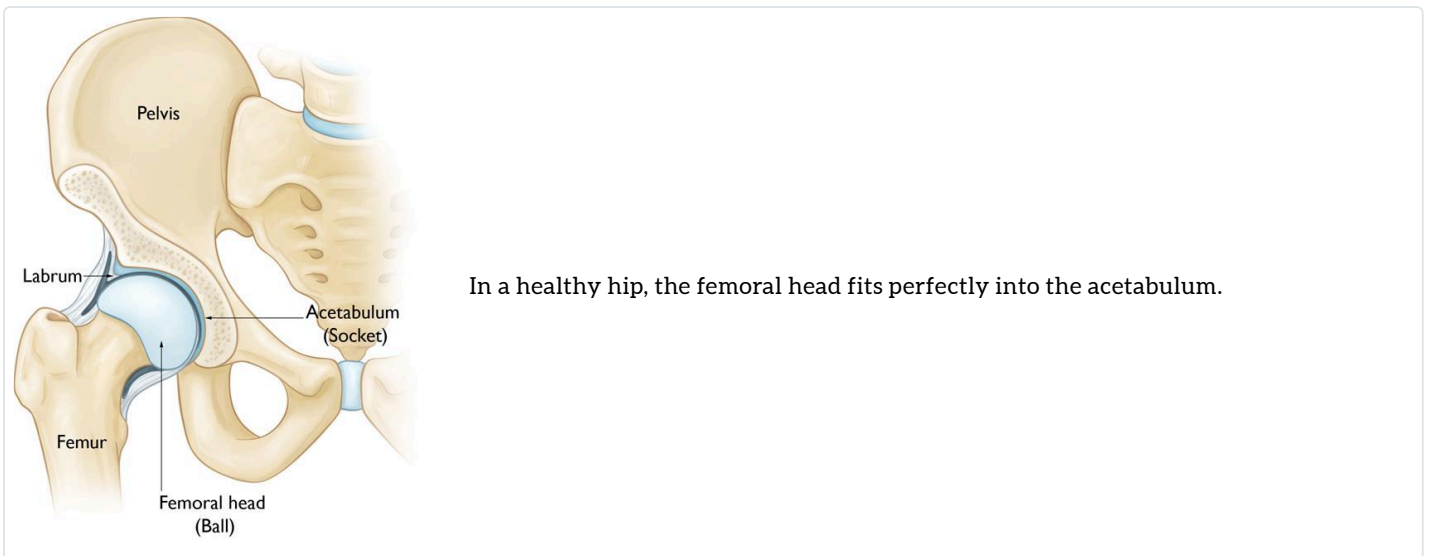 Pelvis
Labrum
In a healthy hip, the femoral head fits perfectly into the acetabulum.
Acetabulum
(Socket)
Femur
Femoral head
(Ball)